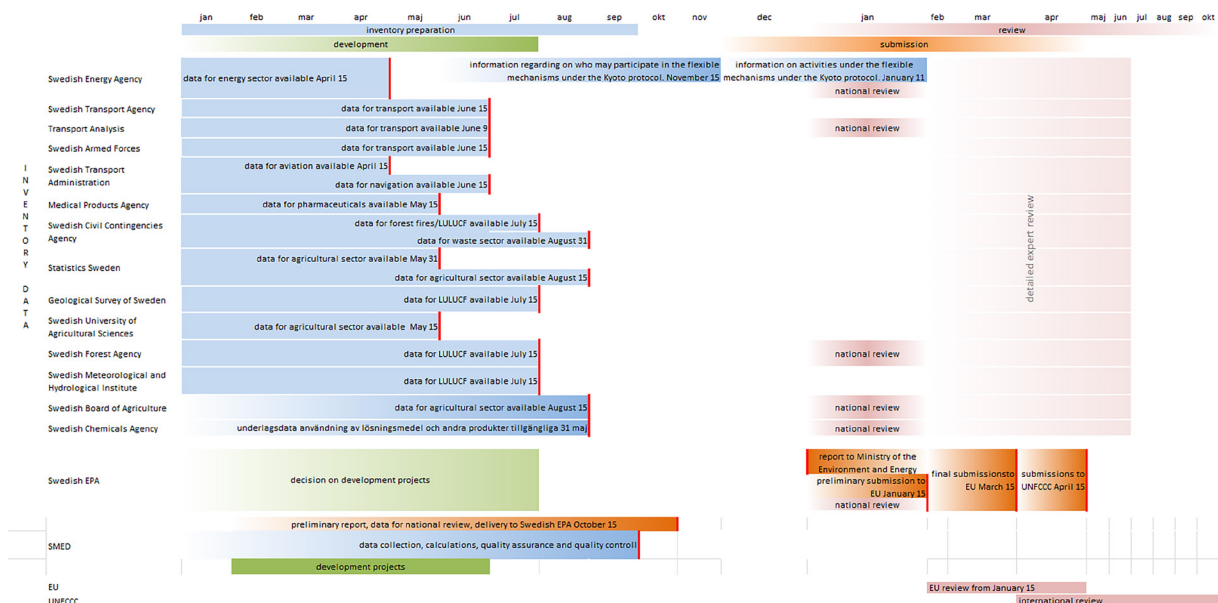 jan feb mar apr maj jun jul aug sep okt nov dec jan feb mar apr maj jun jul aug sep okt
inventory preparation
review
development
submission
INVENTORY DATA
Swedish Energy Agency
data for energy sector available April 15
information regarding on who may participate in the flexible
mechanisms under the Kyoto protocol. November 15
information on activities under the flexible
mechanisms under the Kyoto protocol. January 11
national review
Swedish Transport Agency
data for transport available June 15
Transport Analysis
data for transport available June 9
national review
Swedish Armed Forces
data for transport available June 15
Swedish Transport
Administration
data for aviation available April 15
data for navigation available June 15
Medical Products Agency
data for pharmaceuticals available May 15
Swedish Civil Contingencies
Agency
data for forest fires/LULUCF available July 15
data for waste sector available August 31
Statistics Sweden
data for agricultural sector available May 31
data for agricultural sector available August 15
detailed expert review
Geological Survey of Sweden
data for LULUCF available July 15
Swedish University of
Agricultural Sciences
data for agricultural sector available May 15
Swedish Forest Agency
data for LULUCF available July 15
national review
Swedish Meteorological and
Hydrological Institute
data for LULUCF available July 15
Swedish Board of Agriculture
data for agricultural sector available August 15
national review
Swedish Chemicals Agency
underlagsdata användning av lösningsmedel och andra produkter tillgängliga 31 maj
national review
Swedish EPA
decision on development projects
report to Ministry of the
Environment and Energy
preliminary submission to
EU January 15
national review
final submissionsto
EU March 15
submissions to
UNFCCC April 15
preliminary report, data for national review, delivery to Swedish EPA October 15
SMED
data collection, calculations, quality assurance and quality controll
development projects
EU
EU review from January 15
UNFCCC
international review